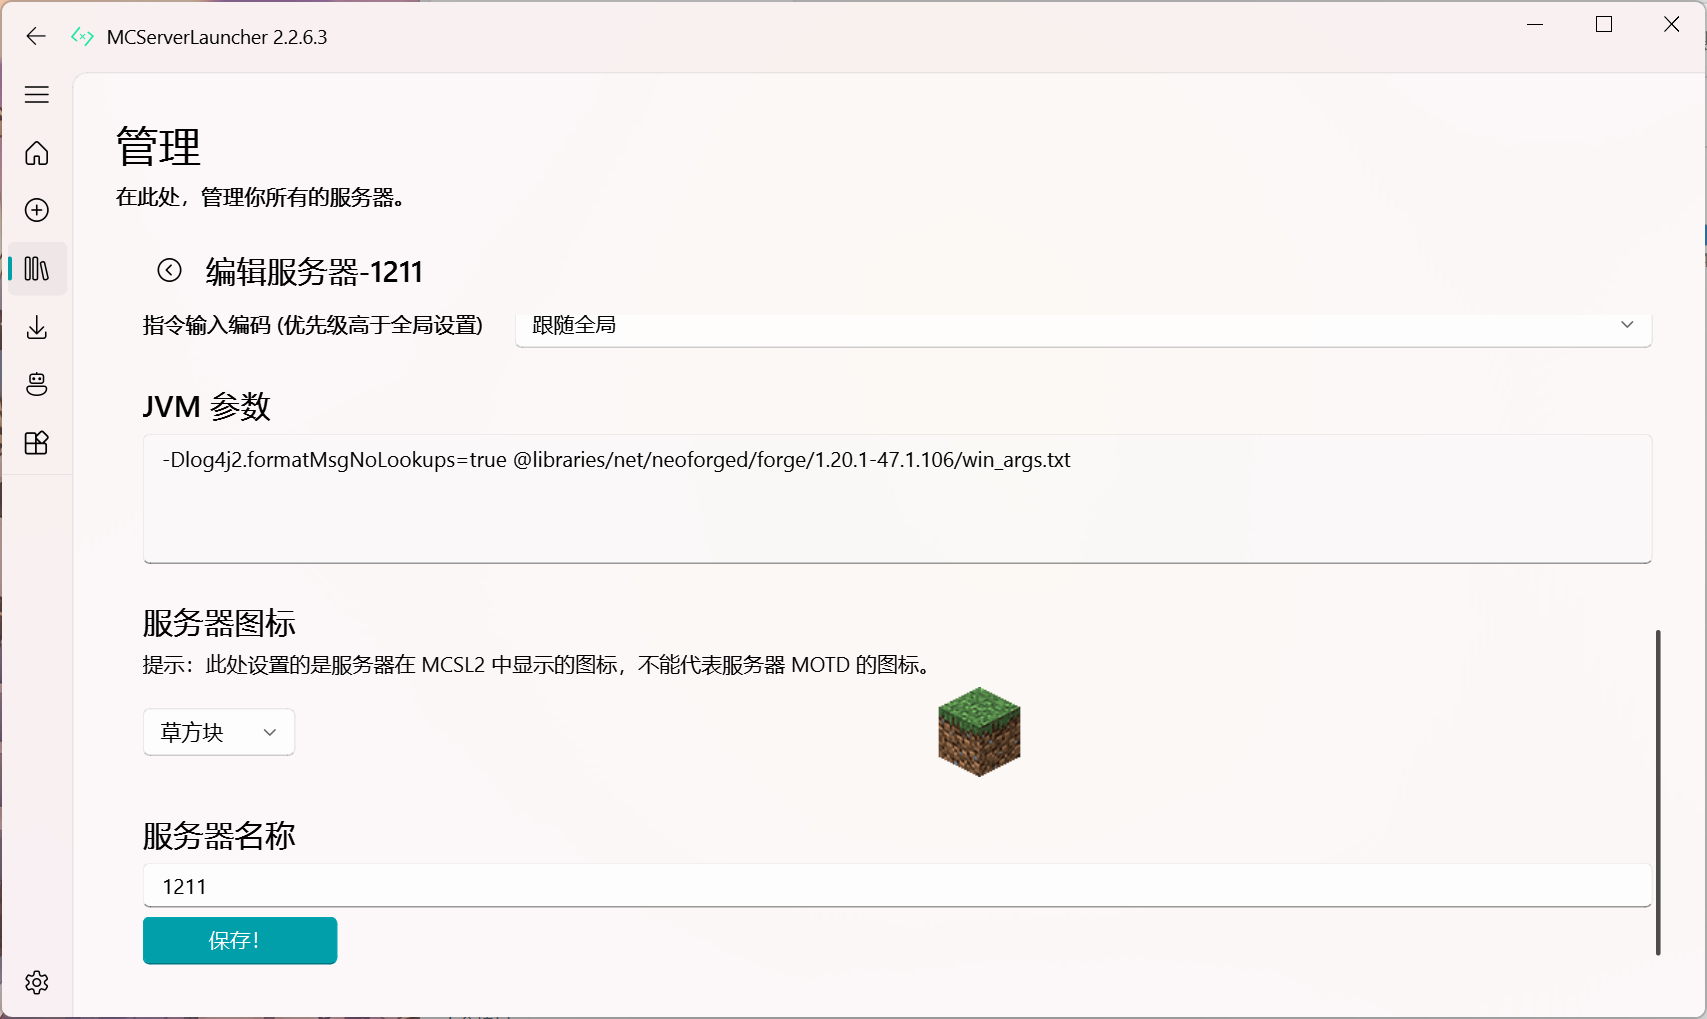 MCServerLauncher 2.2.6.3
管理
在此处，管理你所有的服务器。
编辑服务器-1211
指令输入编码 (优先级高于全局设置)
跟随全局
JVM 参数
-Dlog4j2.formatMsgNoLookups=true @libraries/net/neoforged/forge/1.20.1-47.1.106/win_args.txt
服务器图标
提示：此处设置的是服务器在 MCSL2 中显示的图标，不能代表服务器 MOTD 的图标。
草方块
服务器名称
1211
保存！